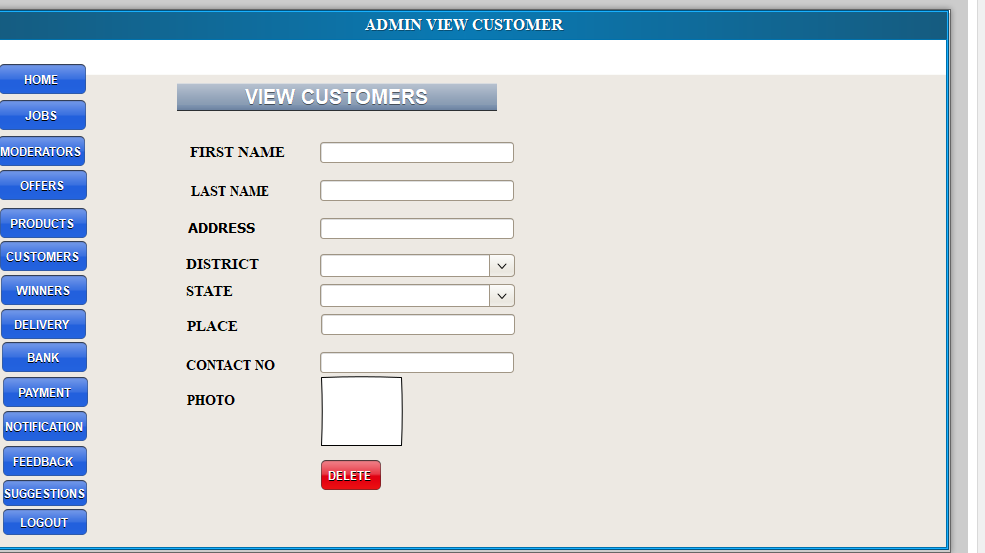 ADMIN VIEW CUSTOMER
HOME
JOBS
MODERATORS
OFFERS
PRODUCTS
CUSTOMERS
WINNERS
DELIVERY
BANK
PAYMENT
NOTIFICATION
FEEDBACK
SUGGESTIONS
LOGOUT
VIEW CUSTOMERS
FIRST NAME
LAST NAME
ADDRESS
DISTRICT
STATE
PLACE
CONTACT NO
PHOTO
DELETE